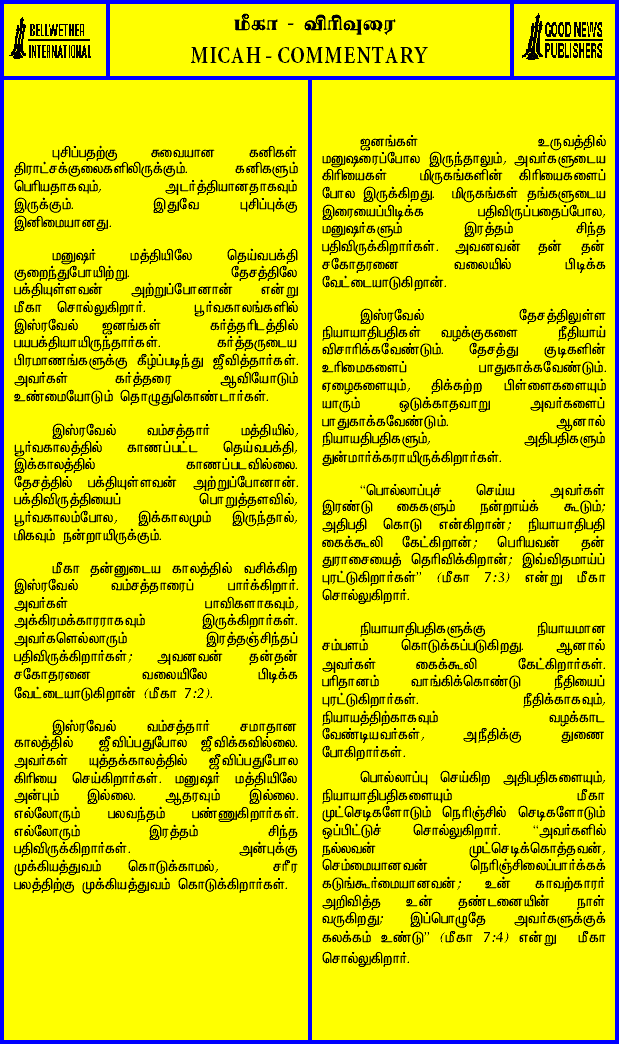 BELLWETHER
INTERNATIONAL
மீகா - விரிவுரை
MICAH - COMMENTARY
GOOD NEWS
PUBLISHERS
புசிப்பதற்கு சுவையான கனிகள்
திராட்சக்குலைகளிலிருக்கும். கனிகளும்
பெரியதாகவும், அடர்த்தியானதாகவும்
இருக்கும். இதுவே புசிப்புக்கு
இனிமையானது.
மனுஷர் மத்தியிலே தெய்வபக்தி
குறைந்துபோயிற்று. தேசத்திலே
பக்தியுள்ளவன் அற்றுப்போனான் என்று
மீகா சொல்லுகிறார். பூர்வகாலங்களில்
இஸ்ரவேல் ஜனங்கள் கர்த்தரிடத்தில்
பயபக்தியாயிருந்தார்கள். கர்த்தருடைய
பிரமாணங்களுக்கு கீழ்ப்படிந்து ஜீவித்தார்கள்.
அவர்கள் கர்த்தரை ஆவியோடும்
உண்மையோடும் தொழுதுகொண்டார்கள்.
இஸ்ரவேல் வம்சத்தார் மத்தியில்,
பூர்வகாலத்தில் காணப்பட்ட தெய்வபக்தி,
இக்காலத்தில் காணப்படவில்லை.
தேசத்தில் பக்தியுள்ளவன் அற்றுப்போனான்.
பக்திவிருத்தியைப் பொறுத்தளவில்,
பூர்வகாலம்போல, இக்காலமும் இருந்தால்,
மிகவும் நன்றாயிருக்கும்.
மீகா தன்னுடைய காலத்தில் வசிக்கிற
இஸ்ரவேல் வம்சத்தாரைப் பார்க்கிறார்.
அவர்கள் பாவிகளாகவும்,
அக்கிரமக்காரராகவும் இருக்கிறார்கள்.
அவர்களெல்லாரும் இரத்தஞ்சிந்தப்
பதிவிருக்கிறார்கள்; அவனவன் தன்தன்
சகோதரனை வலையிலே பிடிக்க
வேட்டையாடுகிறான் (மீகா 7:2).
இஸ்ரவேல் வம்சத்தார் சமாதான
காலத்தில் ஜீவிப்பதுபோல ஜீவிக்கவில்லை.
அவர்கள் யுத்தக்காலத்தில் ஜீவிப்பதுபோல
கிரியை செய்கிறார்கள். மனுஷர் மத்தியிலே
அன்பும் இல்லை. ஆதரவும் இல்லை.
எல்லோரும் பலவந்தம் பண்ணுகிறார்கள்.
எல்லோரும் இரத்தம் சிந்த
பதிவிருக்கிறார்கள். அன்புக்கு
முக்கியத்துவம் கொடுக்காமல், சரீர
பலத்திற்கு முக்கியத்துவம் கொடுக்கிறார்கள்.
ஜனங்கள் உருவத்தில்
மனுஷரைப்போல இருந்தாலும், அவர்களுடைய
கிரியைகள் மிருகங்களின் கிரியைகளைப்
போல இருக்கிறது. மிருகங்கள் தங்களுடைய
இரையைப்பிடிக்க பதிவிருப்பதைப்போல,
மனுஷர்களும் இரத்தம் சிந்த
பதிவிருக்கிறார்கள். அவனவன் தன் தன்
சகோதரனை வலையில் பிடிக்க
வேட்டையாடுகிறான்.
இஸ்ரவேல் தேசத்திலுள்ள
நியாயாதிபதிகள் வழக்குகளை நீதியாய்
விசாரிக்கவேண்டும். தேசத்து குடிகளின்
உரிமைகளைப் பாதுகாக்கவேண்டும்.
ஏழைகளையும், திக்கற்ற பிள்ளைகளையும்
யாரும் ஒடுக்காதவாறு அவர்களைப்
பாதுகாக்கவேண்டும். ஆனால்
நியாயதிபதிகளும், அதிபதிகளும்
துன்மார்க்கராயிருக்கிறார்கள்.
“பொல்லாப்புச் செய்ய அவர்கள்
இரண்டு கைகளும் நன்றாய்க் கூடும்;
அதிபதி கொடு என்கிறான்; நியாயாதிபதி
கைக்கூலி கேட்கிறான்; பெரியவன் தன்
துராசையைத் தெரிவிக்கிறான்; இவ்விதமாய்ப்
புரட்டுகிறார்கள்” (மீகா 7:3) என்று மீகா
சொல்லுகிறார்.
நியாயாதிபதிகளுக்கு நியாயமான
சம்பளம் கொடுக்கப்படுகிறது. ஆனால்
அவர்கள் கைக்கூலி கேட்கிறார்கள்.
பரிதானம் வாங்கிக்கொண்டு நீதியைப்
புரட்டுகிறார்கள். நீதிக்காகவும்,
நியாயத்திற்காகவும் வழக்காட
வேண்டியவர்கள், அநீதிக்கு துணை
போகிறார்கள்.
பொல்லாப்பு செய்கிற அதிபதிகளையும்,
நியாயாதிபதிகளையும் மீகா
முட்செடிகளோடும் நெரிஞ்சில் செடிகளோடும்
ஒப்பிட்டுச் சொல்லுகிறார். “அவர்களில்
நல்லவன் முட்செடிக்கொத்தவன்,
செம்மையானவன் நெரிஞ்சிலைப்பார்க்கக்
கடுங்கூர்மையானவன்; உன் காவற்காரர்
அறிவித்த உன் தண்டனையின் நாள்
வருகிறது; இப்பொழுதே அவர்களுக்குக்
கலக்கம் உண்டு” (மீகா 7:4) என்று மீகா
சொல்லுகிறார்.